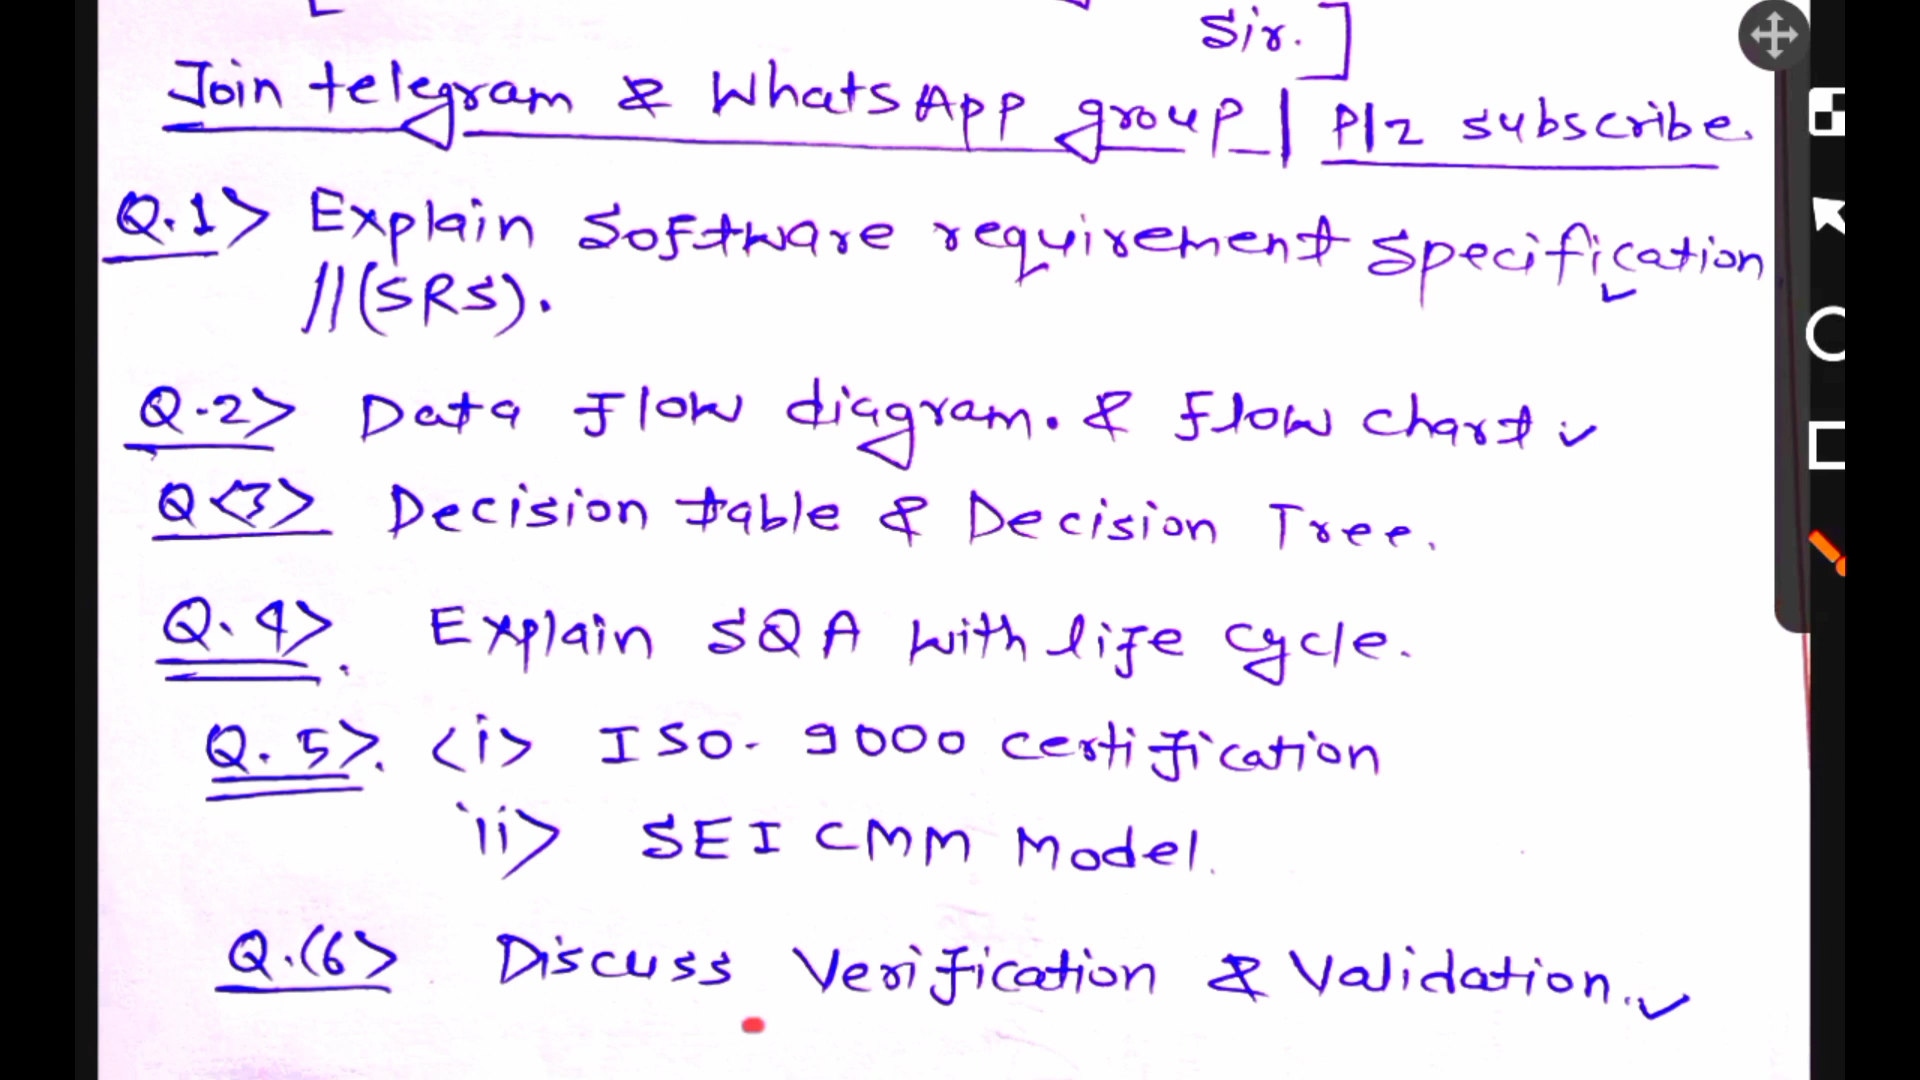 Sir.]
Join telegram & WhatsApp group | Plz subscribe.
Q.1> Explain Software requirement specification
//(SRS).
Q.2> Data flow diagram. & flow chart
Q<3> Decision table & Decision Tree.
Q.4> Explain SQA with life cycle.
Q.5>. <i> ISO- 9000 certification
ii> SEI CMM Model.
Q.(6> Discuss Verification & Validation.